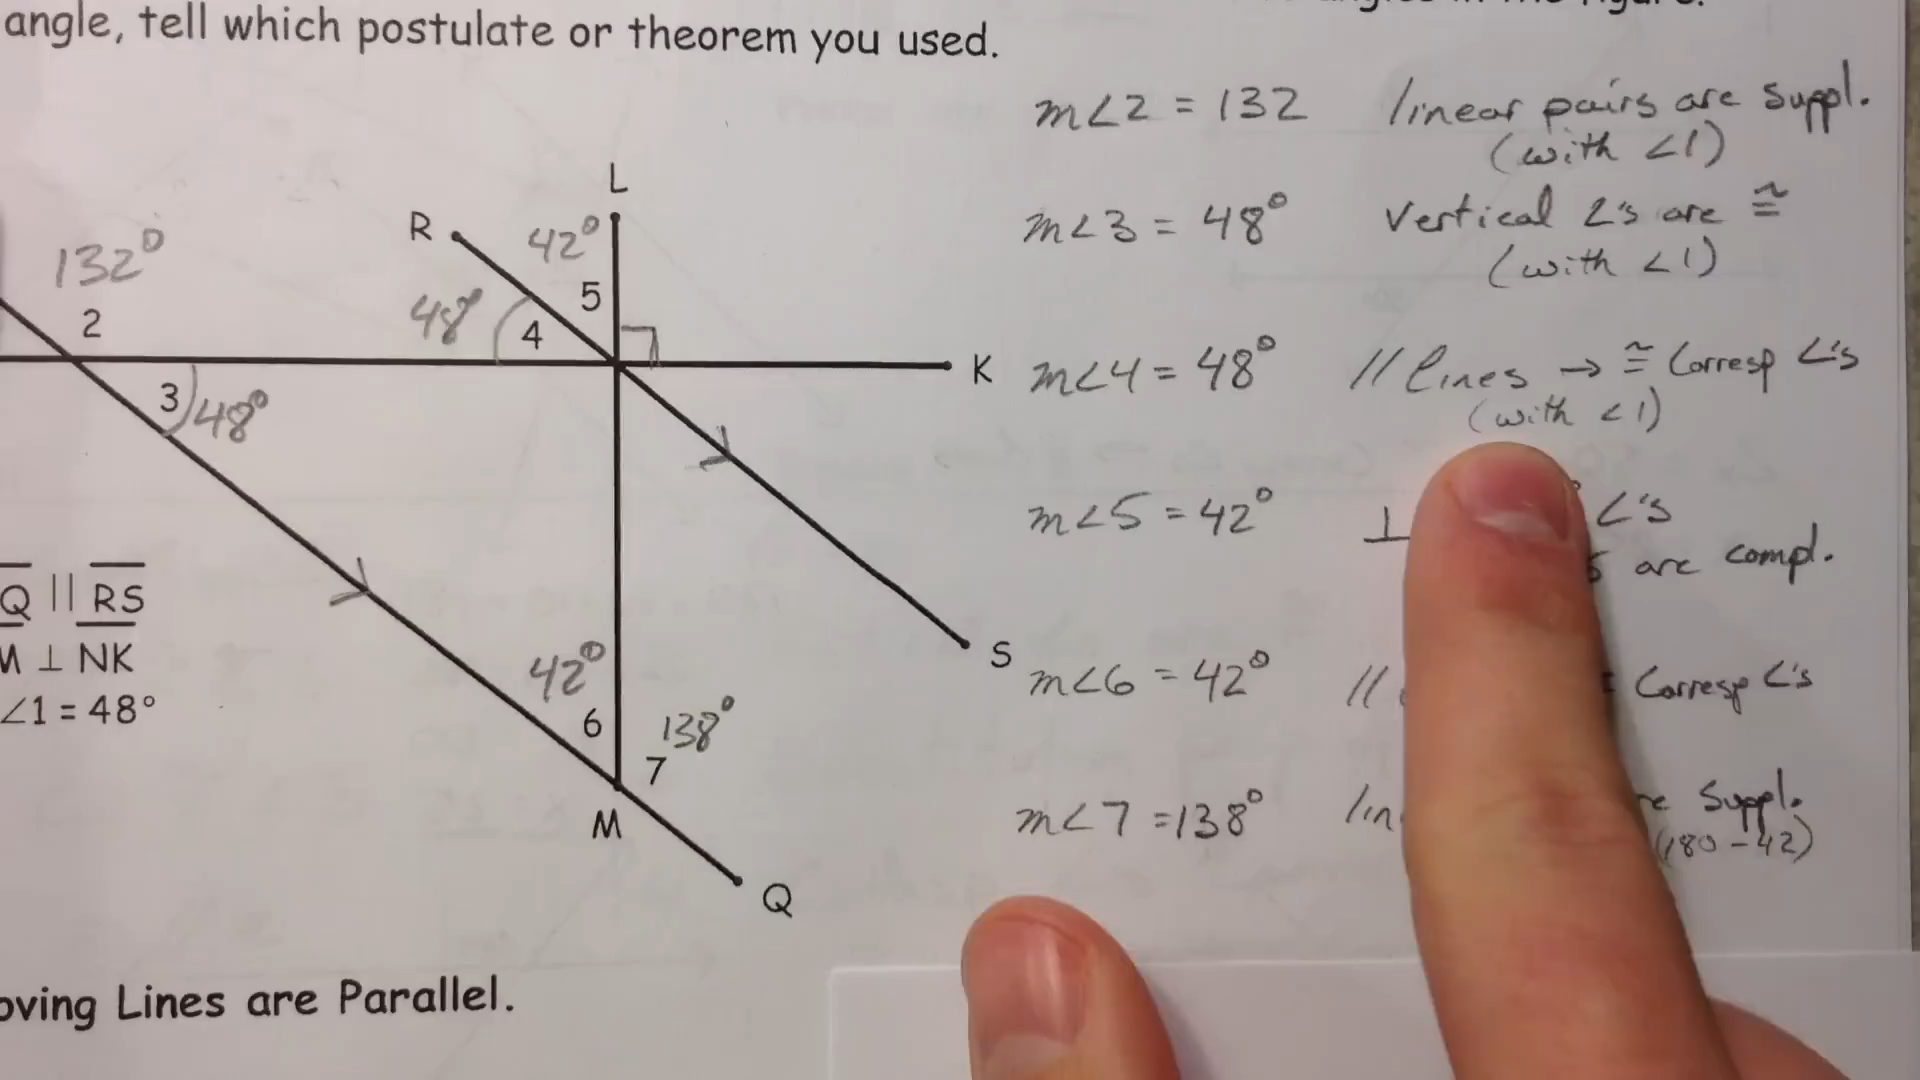 angle, tell which postulate or theorem you used.
m∠2 = 132 linear pairs are suppl.
(with ∠1)
m∠3 = 48° Vertical ∠'s are ≅
(with ∠1)
m∠4 = 48° // lines → ≅ Corresp ∠'s
(with ∠1)
m∠5 = 42° ⊥ ∠'s
are compl.
m∠6 = 42° // Corresp ∠'s
m∠7 = 138° Suppl.
(180 - 42)
L
R
42°
132°
5
48°
4
2
K
3
48°
S
Q || RS
M ⊥ NK
∠1 = 48°
42°
6
138°
7
M
Q
Lines are Parallel.